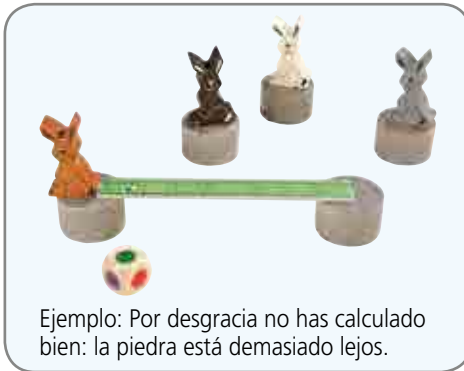 Ejemplo: Por desgracia no has calculado
bien: la piedra está demasiado lejos.